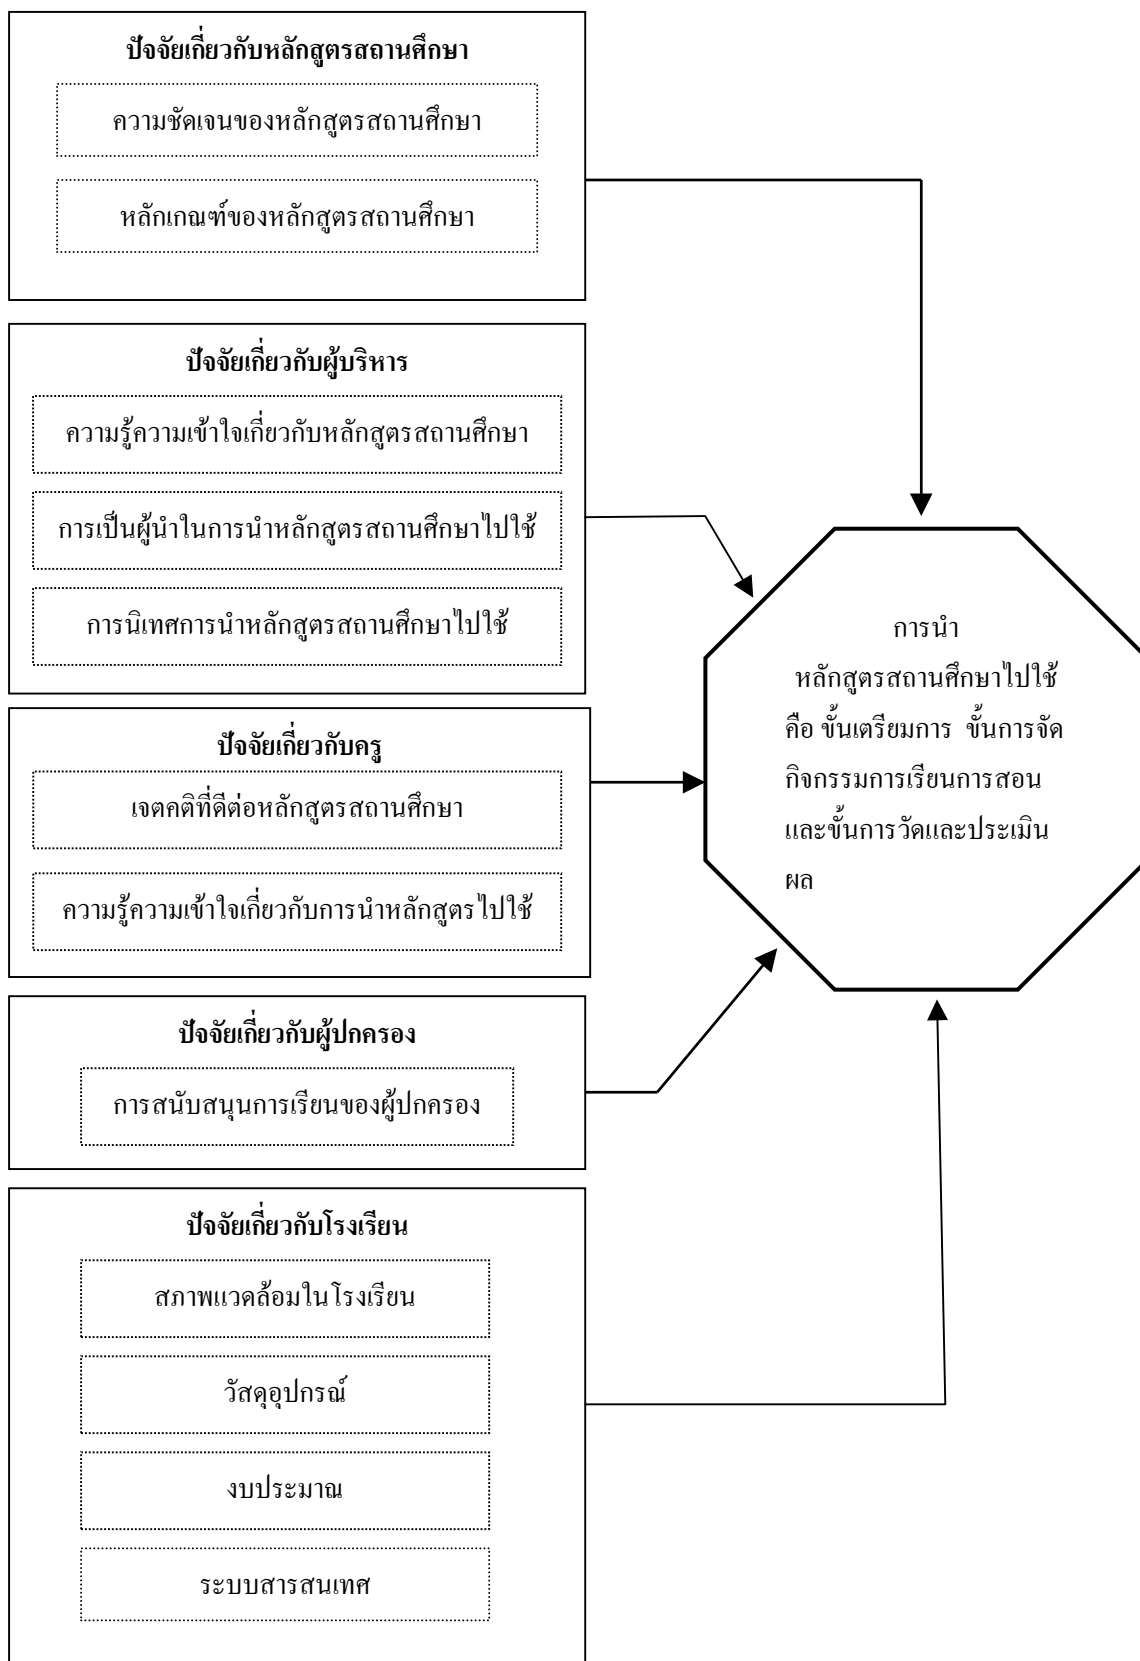 ปัจจัยเกี่ยวกับหลักสูตรสถานศึกษา
ความชัดเจนของหลักสูตรสถานศึกษา
หลักเกณฑ์ของหลักสูตรสถานศึกษา
ปัจจัยเกี่ยวกับผู้บริหาร
ความรู้ความเข้าใจเกี่ยวกับหลักสูตรสถานศึกษา
การเป็นผู้นำในการนำหลักสูตรสถานศึกษาไปใช้
การนิเทศการนำหลักสูตรสถานศึกษาไปใช้
ปัจจัยเกี่ยวกับครู
เจตคติที่ดีต่อหลักสูตรสถานศึกษา
ความรู้ความเข้าใจเกี่ยวกับการนำหลักสูตรไปใช้
ปัจจัยเกี่ยวกับผู้ปกครอง
การสนับสนุนการเรียนของผู้ปกครอง
ปัจจัยเกี่ยวกับโรงเรียน
สภาพแวดล้อมในโรงเรียน
วัสดุอุปกรณ์
งบประมาณ
ระบบสารสนเทศ
การนำ
หลักสูตรสถานศึกษาไปใช้
คือ ขั้นเตรียมการ ขั้นการจัด
กิจกรรมการเรียนการสอน
และขั้นการวัดและประเมิน
ผล